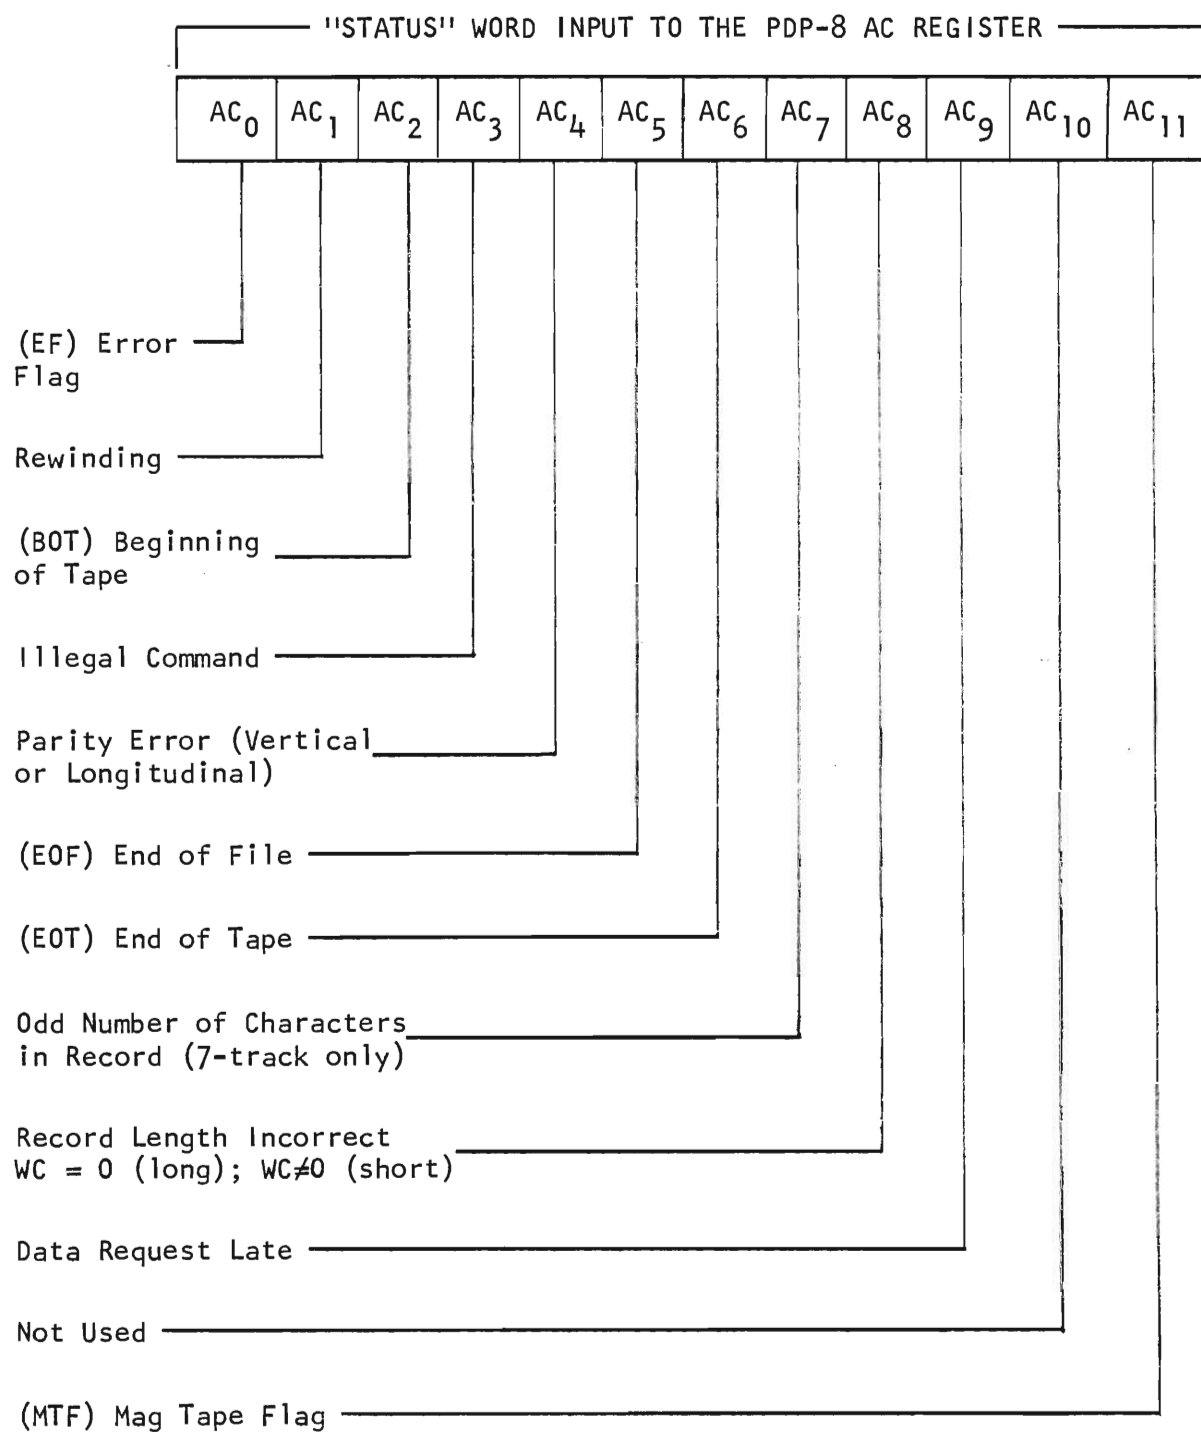 "STATUS" WORD INPUT TO THE PDP-8 AC REGISTER
AC0 AC1 AC2 AC3 AC4 AC5 AC6 AC7 AC8 AC9 AC10 AC11
(EF) Error
Flag
Rewinding
(BOT) Beginning
of Tape
Illegal Command
Parity Error (Vertical
or Longitudinal)
(EOF) End of File
(EOT) End of Tape
Odd Number of Characters
in Record (7-track only)
Record Length Incorrect
WC = 0 (long); WC≠0 (short)
Data Request Late
Not Used
(MTF) Mag Tape Flag